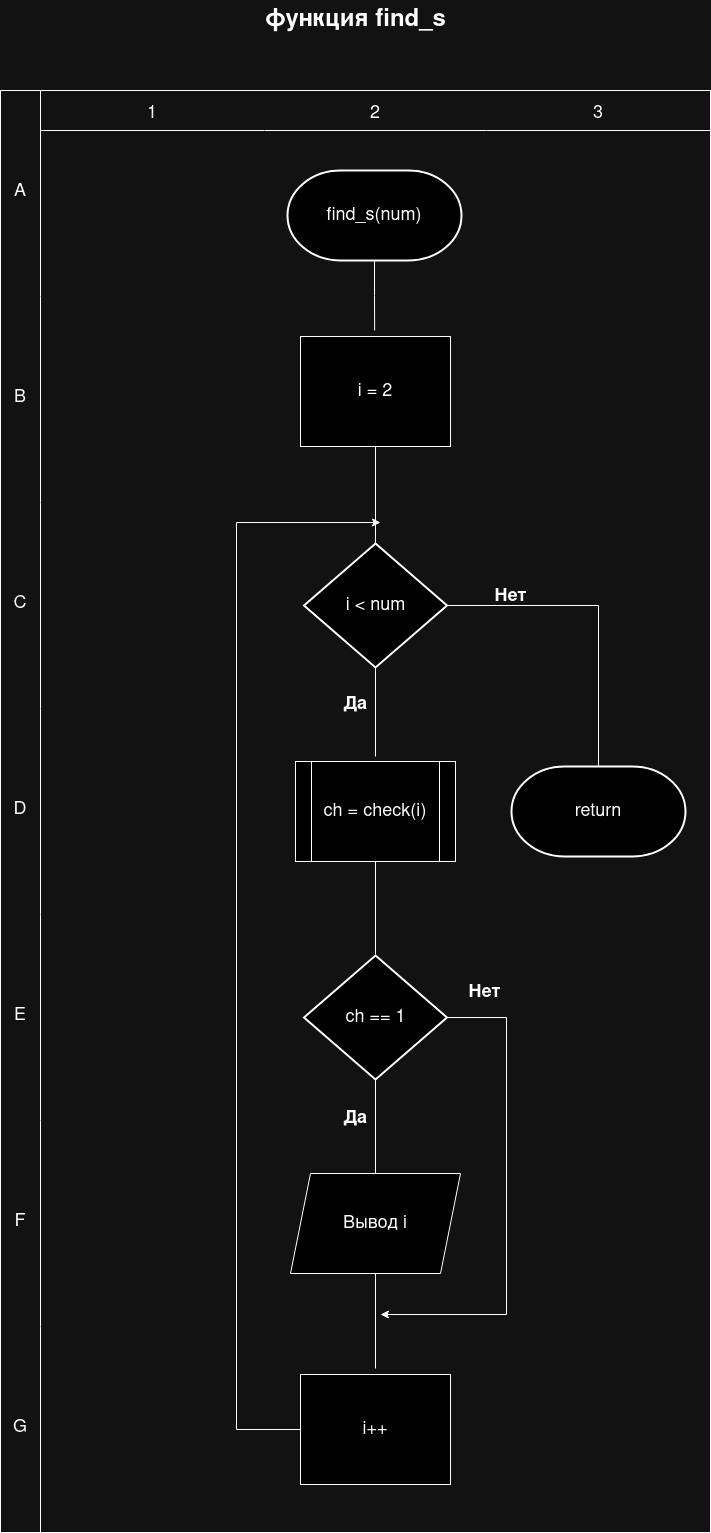 функция find_s
1 2 3
A
find_s(num)
B
i = 2
C
i < num
Нет
Да
D
ch = check(i)
return
E
ch == 1
Нет
Да
F
Вывод i
G
i++